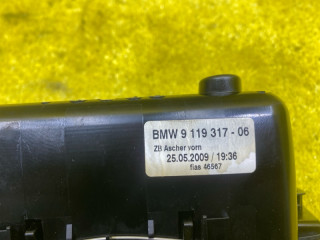 BMW 9 119 317 - 06
ZB Ascher vorn
25.05.2009 / 19:36
fias 46567